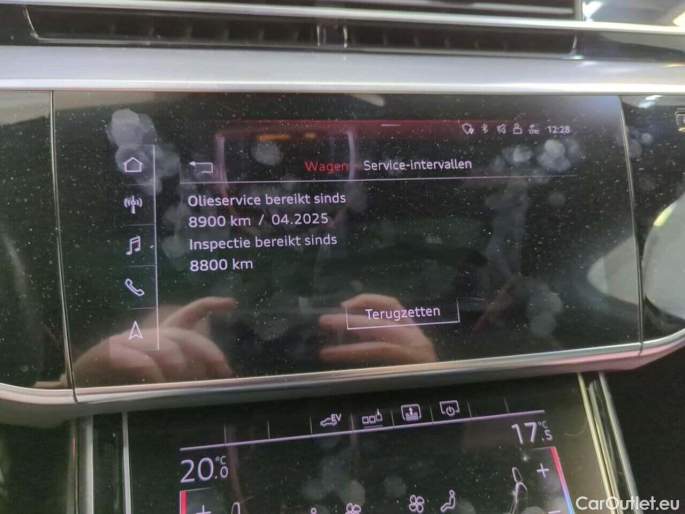 12:28
Wagen Service-intervallen
Olieservice bereikt sinds
8900 km / 04.2025
Inspectie bereikt sinds
8800 km
Terugzetten
EV
20.0 °C
17.5 °C
CarOutlet.eu